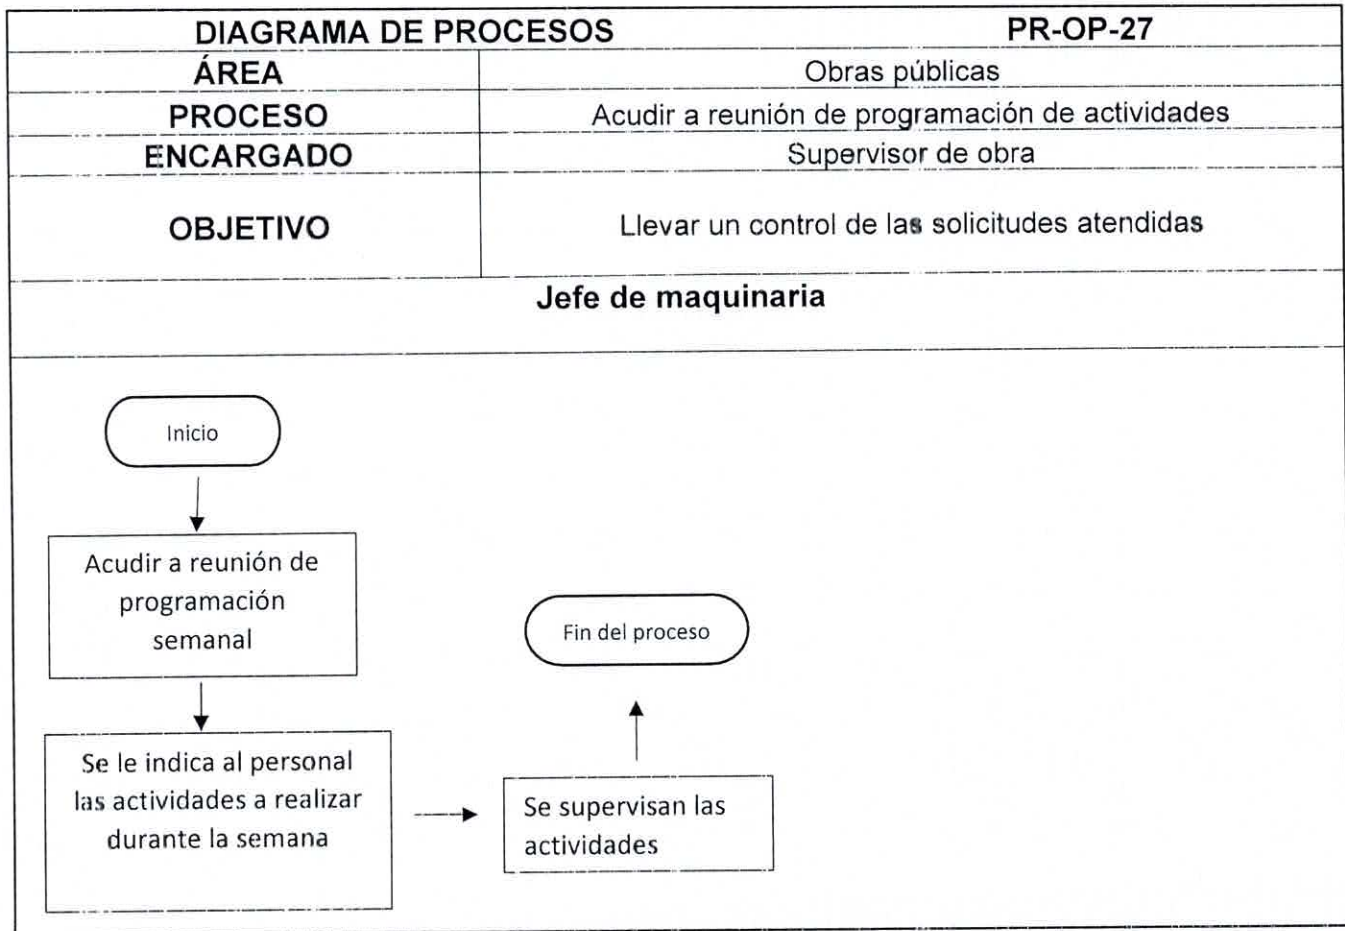 DIAGRAMA DE PROCESOS PR-OP-27
ÁREA Obras públicas
PROCESO Acudir a reunión de programación de actividades
ENCARGADO Supervisor de obra
OBJETIVO Llevar un control de las solicitudes atendidas
Jefe de maquinaria
Inicio
Acudir a reunión de
programación
semanal
Se le indica al personal
las actividades a realizar
durante la semana
Se supervisan las
actividades
Fin del proceso